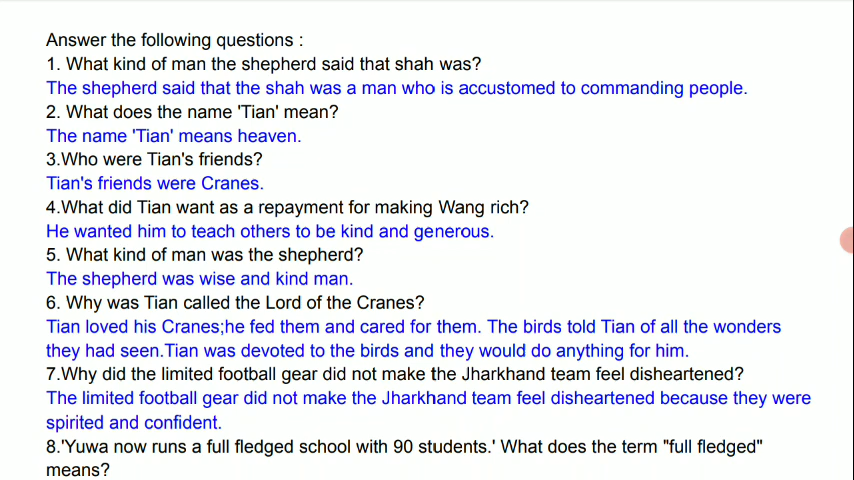 Answer the following questions :
1. What kind of man the shepherd said that shah was?
The shepherd said that the shah was a man who is accustomed to commanding people.
2. What does the name 'Tian' mean?
The name 'Tian' means heaven.
3.Who were Tian's friends?
Tian's friends were Cranes.
4.What did Tian want as a repayment for making Wang rich?
He wanted him to teach others to be kind and generous.
5. What kind of man was the shepherd?
The shepherd was wise and kind man.
6. Why was Tian called the Lord of the Cranes?
Tian loved his Cranes;he fed them and cared for them. The birds told Tian of all the wonders
they had seen.Tian was devoted to the birds and they would do anything for him.
7.Why did the limited football gear did not make the Jharkhand team feel disheartened?
The limited football gear did not make the Jharkhand team feel disheartened because they were
spirited and confident.
8.'Yuwa now runs a full fledged school with 90 students.' What does the term "full fledged"
means?